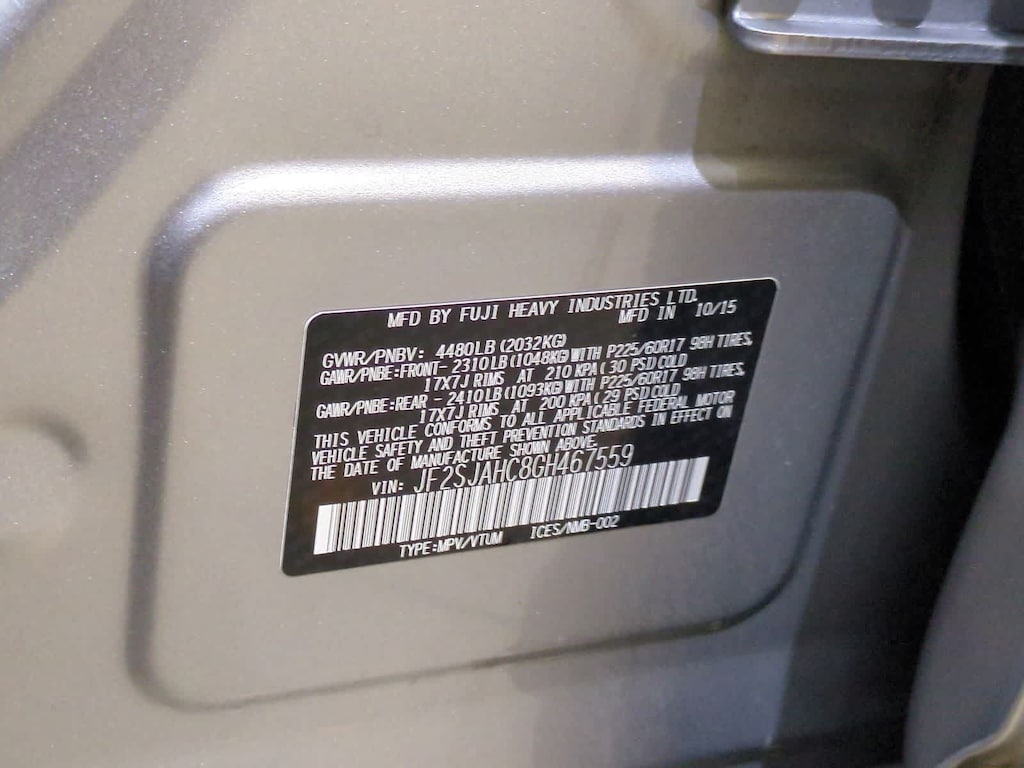 MFD BY FUJI HEAVY INDUSTRIES LTD.
MFD IN 10/15
GVWR/PNBV: 4480LB (2032KG)
GAWR/PNBE:FRONT- 2310LB (1048KG) WITH P225/60R17 98H TIRES,
17X7J RIMS AT 210 KPA ( 30 PSI) COLD
GAWR/PNBE:REAR - 2410LB (1093KG) WITH P225/60R17 98H TIRES,
17X7J RIMS AT 200 KPA ( 29 PSI) COLD
THIS VEHICLE CONFORMS TO ALL APPLICABLE FEDERAL MOTOR
VEHICLE SAFETY AND THEFT PREVENTION STANDARDS IN EFFECT ON
THE DATE OF MANUFACTURE SHOWN ABOVE.
VIN: JF2SJAHC8GH467559
TYPE:MPV/VTUM ICES/NMB-002